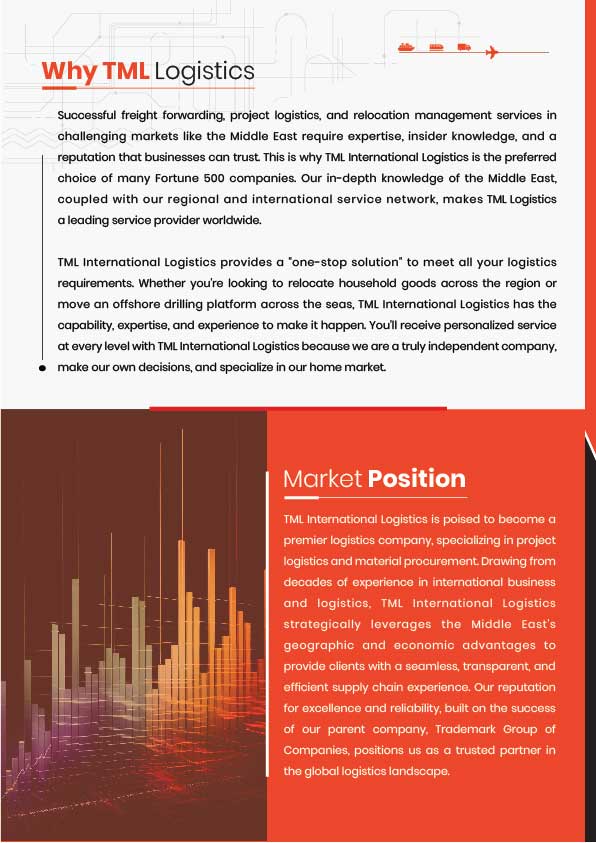 Why TML Logistics
Successful freight forwarding, project logistics, and relocation management services in
challenging markets like the Middle East require expertise, insider knowledge, and a
reputation that businesses can trust. This is why TML International Logistics is the preferred
choice of many Fortune 500 companies. Our in-depth knowledge of the Middle East,
coupled with our regional and international service network, makes TML Logistics
a leading service provider worldwide.
TML International Logistics provides a "one-stop solution" to meet all your logistics
requirements. Whether you're looking to relocate household goods across the region or
move an offshore drilling platform across the seas, TML International Logistics has the
capability, expertise, and experience to make it happen. You'll receive personalized service
at every level with TML International Logistics because we are a truly independent company,
make our own decisions, and specialize in our home market.
Market Position
TML International Logistics is poised to become a
premier logistics company, specializing in project
logistics and material procurement. Drawing from
decades of experience in international business
and logistics, TML International Logistics
strategically leverages the Middle East's
geographic and economic advantages to
provide clients with a seamless, transparent, and
efficient supply chain experience. Our reputation
for excellence and reliability, built on the success
of our parent company, Trademark Group of
Companies, positions us as a trusted partner in
the global logistics landscape.